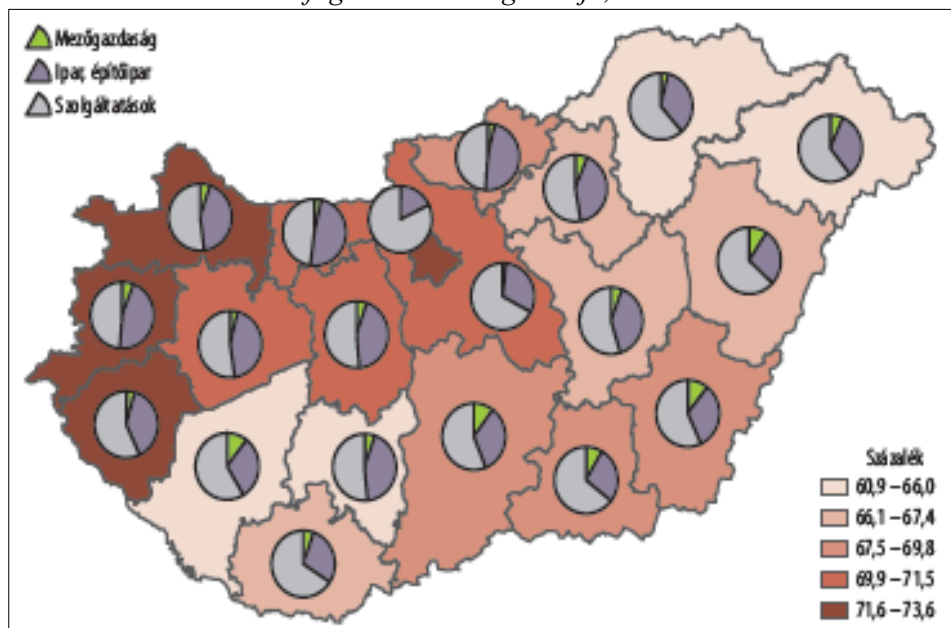 Mezőgazdaság
Ipar, építőipar
Szolgáltatások
Százalék
60,9 – 66,0
66,1 – 67,4
67,5 – 69,8
69,9 – 71,5
71,6 – 73,6